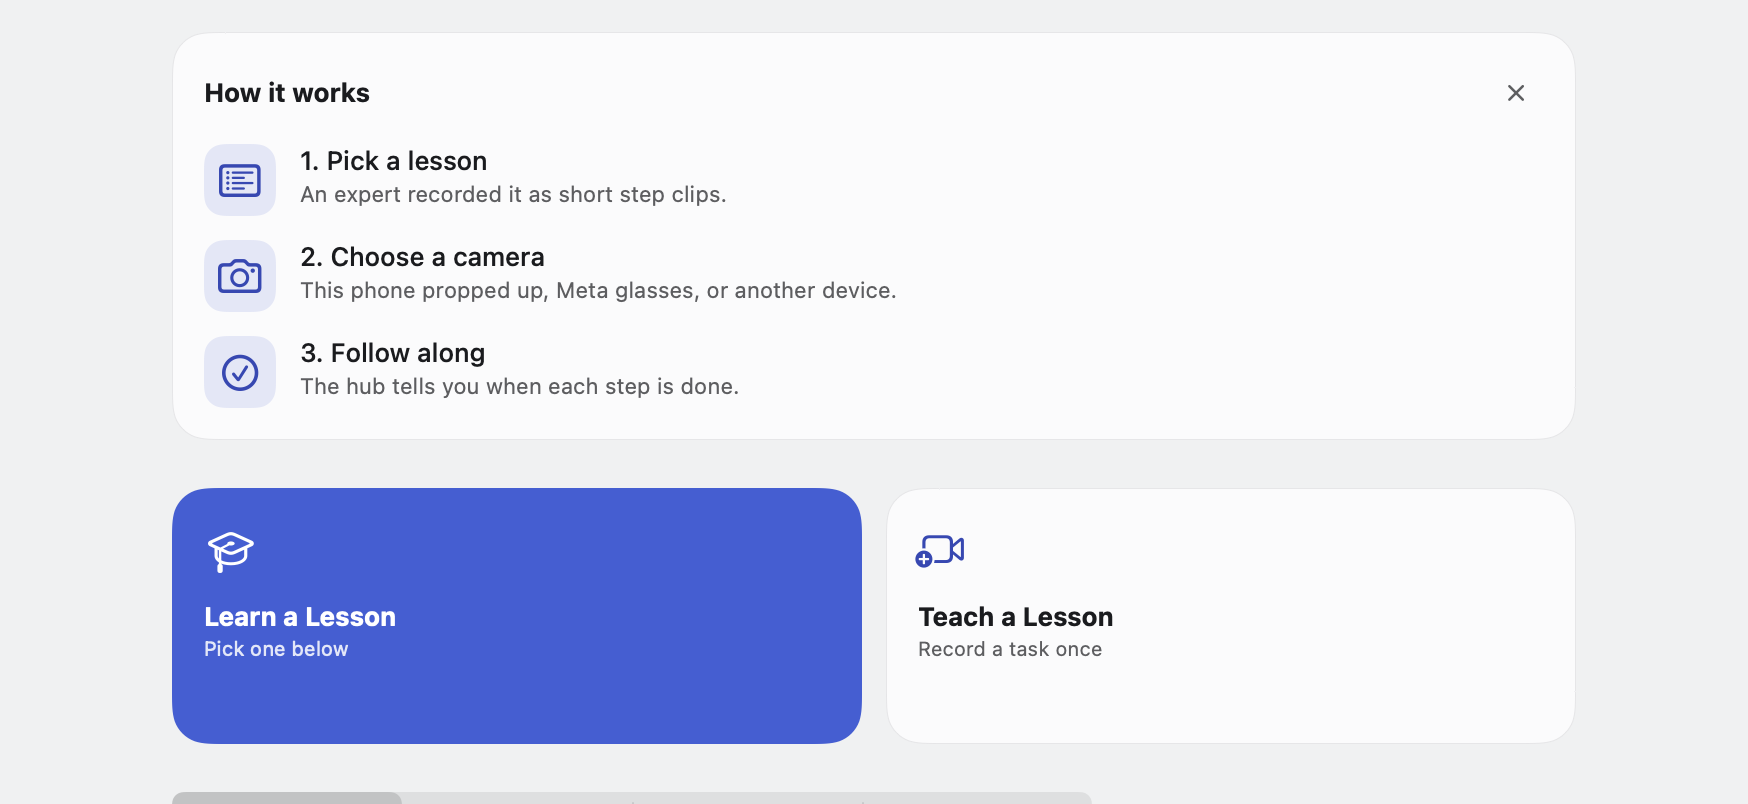 How it works
1. Pick a lesson
An expert recorded it as short step clips.
2. Choose a camera
This phone propped up, Meta glasses, or another device.
3. Follow along
The hub tells you when each step is done.
Learn a Lesson
Pick one below
Teach a Lesson
Record a task once